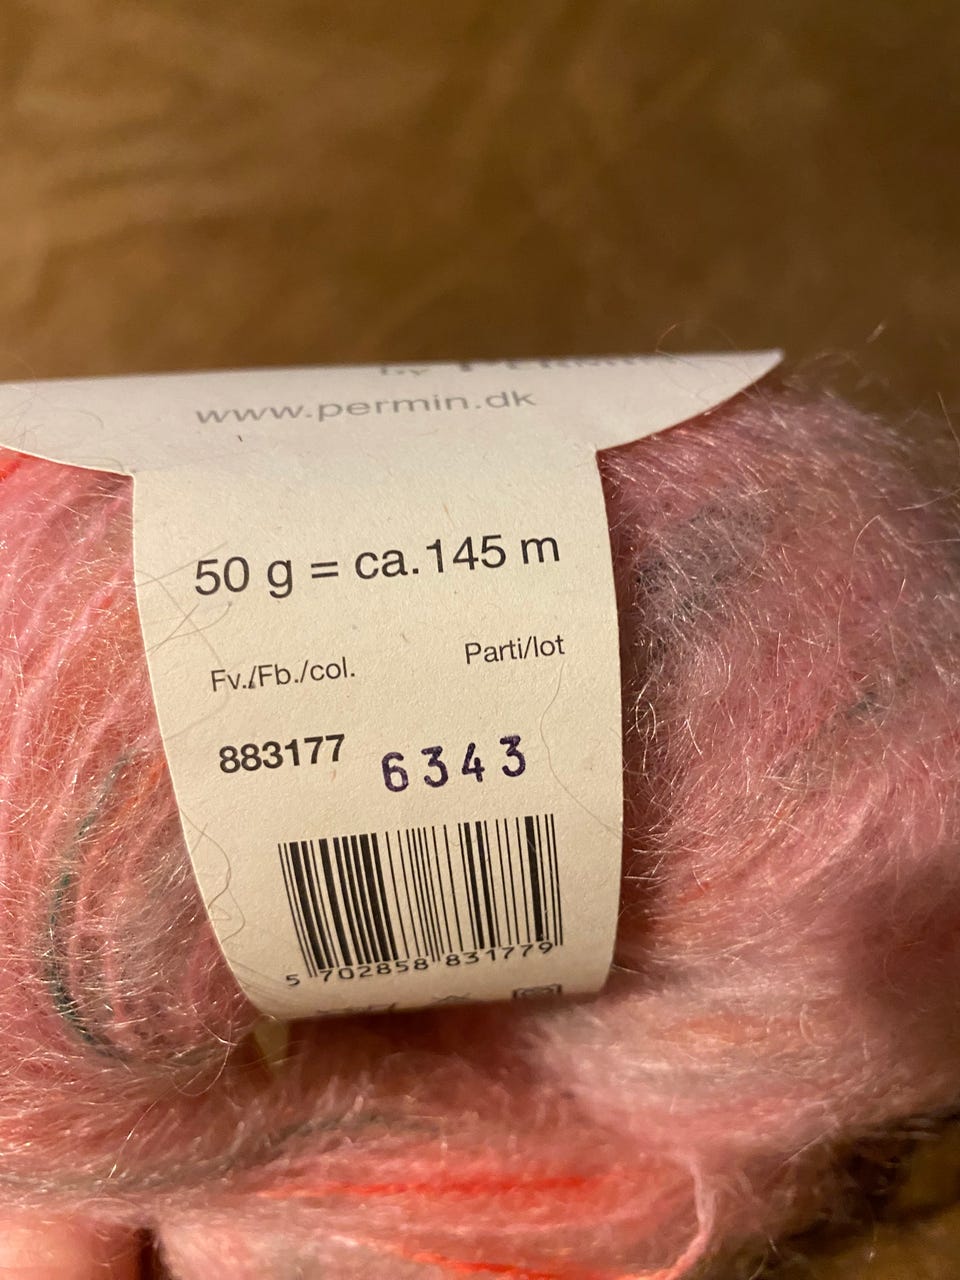 www.permin.dk
50 g = ca. 145 m
Fv./Fb./col. Parti/lot
883177 6343
5 702858 831779